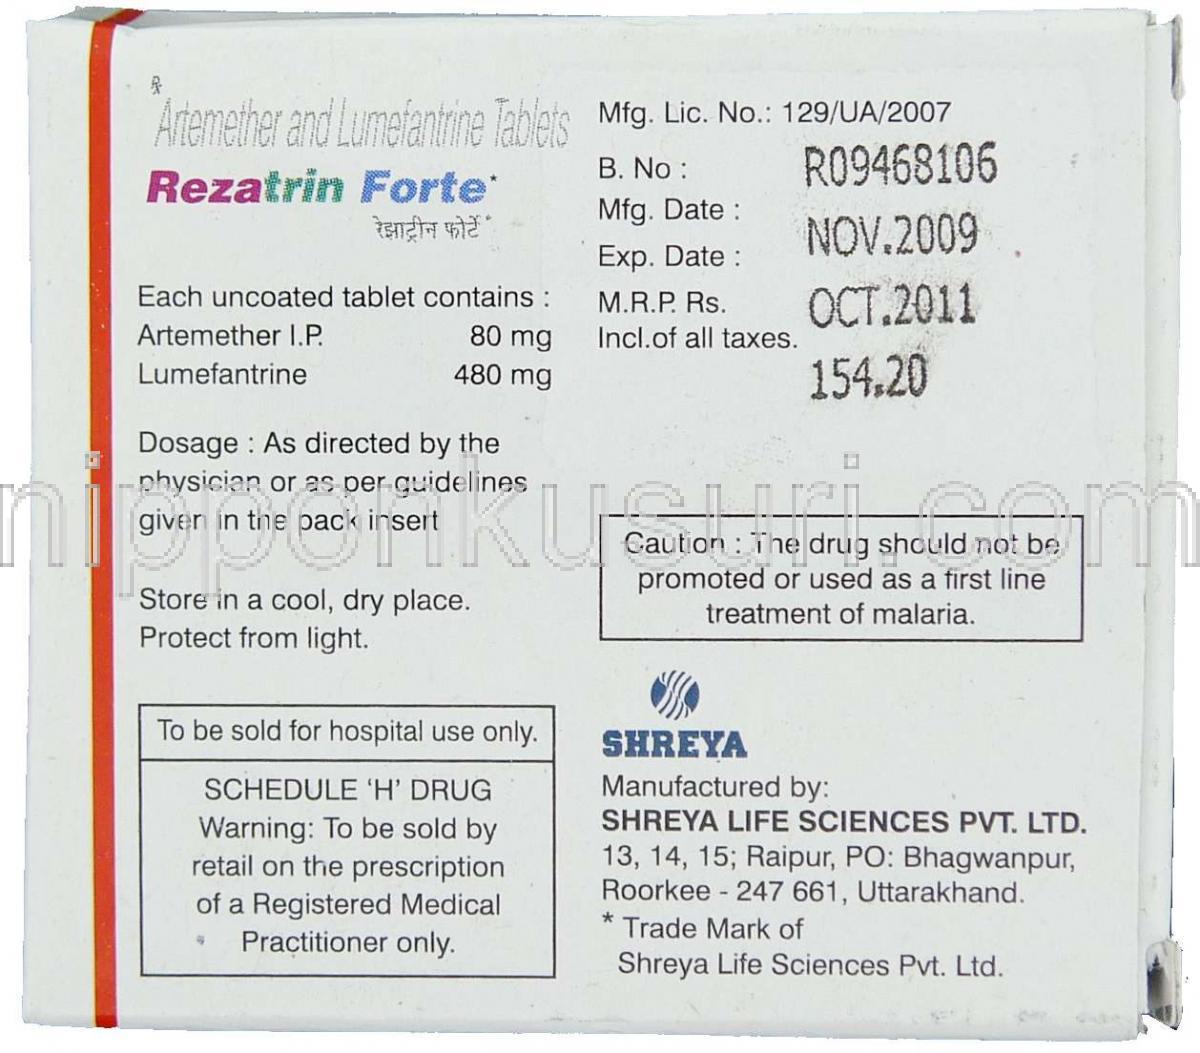 Rx
Artemether and Lumefantrine Tablets
Rezatrin Forte*
रेझाट्रीन फोर्टे*
Each uncoated tablet contains :
Artemether I.P. 80 mg
Lumefantrine 480 mg
Dosage : As directed by the
physician or as per guidelines
given in the pack insert
Store in a cool, dry place.
Protect from light.
To be sold for hospital use only.
SCHEDULE 'H' DRUG
Warning: To be sold by
retail on the prescription
of a Registered Medical
Practitioner only.
Mfg. Lic. No.: 129/UA/2007
B. No : R09468106
Mfg. Date : NOV.2009
Exp. Date : OCT.2011
M.R.P. Rs. 154.20
Incl.of all taxes.
Caution : The drug should not be
promoted or used as a first line
treatment of malaria.
SHREYA
Manufactured by:
SHREYA LIFE SCIENCES PVT. LTD.
13, 14, 15; Raipur, PO: Bhagwanpur,
Roorkee - 247 661, Uttarakhand.
* Trade Mark of
Shreya Life Sciences Pvt. Ltd.
nipponkusuri.com